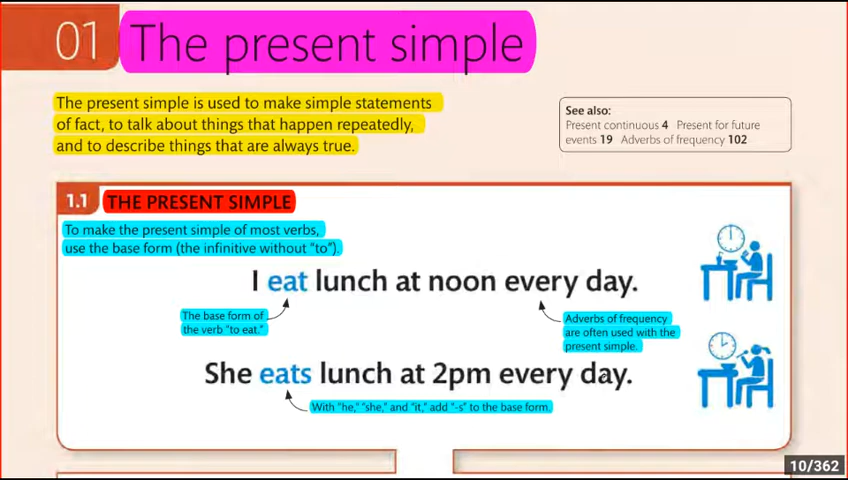 01 The present simple
The present simple is used to make simple statements
of fact, to talk about things that happen repeatedly,
and to describe things that are always true.
See also:
Present continuous 4 Present for future
events 19 Adverbs of frequency 102
1.1 THE PRESENT SIMPLE
To make the present simple of most verbs,
use the base form (the infinitive without “to”).
I eat lunch at noon every day.
The base form of
the verb “to eat.”
Adverbs of frequency
are often used with the
present simple.
She eats lunch at 2pm every day.
With “he,” “she,” and “it,” add “-s” to the base form.
10/362